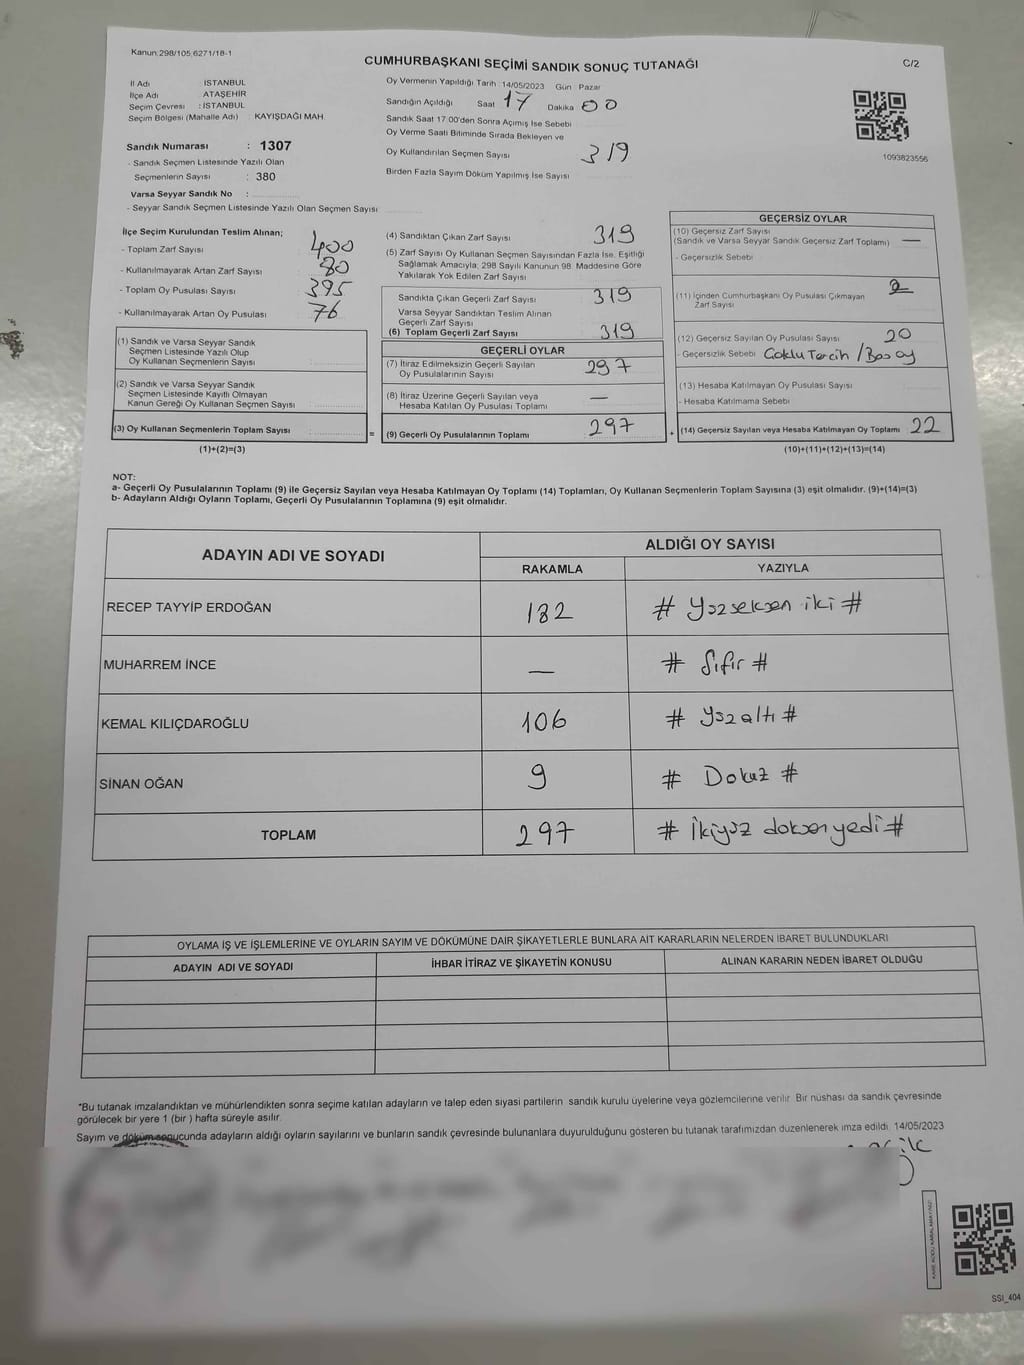 Kanun:298/105,6271/18-1
CUMHURBAŞKANI SEÇİMİ SANDIK SONUÇ TUTANAĞI
C/2
İl Adı : İSTANBUL
İlçe Adı : ATAŞEHİR
Seçim Çevresi : İSTANBUL
Seçim Bölgesi (Mahalle Adı) : KAYIŞDAĞI MAH.
Sandık Numarası : 1307
- Sandık Seçmen Listesinde Yazılı Olan
Seçmenlerin Sayısı : 380
Varsa Seyyar Sandık No :
- Seyyar Sandık Seçmen Listesinde Yazılı Olan Seçmen Sayısı
Oy Vermenin Yapıldığı Tarih : 14/05/2023 Gün : Pazar
Sandığın Açıldığı Saat 17 Dakika 00
Sandık Saat 17:00'den Sonra Açılmış İse Sebebi
Oy Verme Saati Bitiminde Sırada Bekleyen ve
Oy Kullandırılan Seçmen Sayısı 319
Birden Fazla Sayım Döküm Yapılmış İse Sayısı
1093823556
İlçe Seçim Kurulundan Teslim Alınan;
- Toplam Zarf Sayısı 400
- Kullanılmayarak Artan Zarf Sayısı 80
- Toplam Oy Pusulası Sayısı 395
- Kullanılmayarak Artan Oy Pusulası 76
(1) Sandık ve Varsa Seyyar Sandık
Seçmen Listesinde Yazılı Olup
Oy Kullanan Seçmenlerin Sayısı
(2) Sandık ve Varsa Seyyar Sandık
Seçmen Listesinde Kayıtlı Olmayan
Kanun Gereği Oy Kullanan Seçmen Sayısı
(3) Oy Kullanan Seçmenlerin Toplam Sayısı
(1)+(2)=(3)
(4) Sandıktan Çıkan Zarf Sayısı 319
(5) Zarf Sayısı Oy Kullanan Seçmen Sayısından Fazla İse, Eşitliği
Sağlamak Amacıyla, 298 Sayılı Kanunun 98. Maddesine Göre
Yakılarak Yok Edilen Zarf Sayısı
Sandıkta Çıkan Geçerli Zarf Sayısı 319
Varsa Seyyar Sandıktan Teslim Alınan
Geçerli Zarf Sayısı
(6) Toplam Geçerli Zarf Sayısı 319
GEÇERLİ OYLAR
(7) İtiraz Edilmeksizin Geçerli Sayılan
Oy Pusulalarının Sayısı 297
(8) İtiraz Üzerine Geçerli Sayılan veya
Hesaba Katılan Oy Pusulası Toplamı —
= (9) Geçerli Oy Pusulalarının Toplamı 297
GEÇERSİZ OYLAR
(10) Geçersiz Zarf Sayısı
(Sandık ve Varsa Seyyar Sandık Geçersiz Zarf Toplamı) —
- Geçersizlik Sebebi
(11) İçinden Cumhurbaşkanı Oy Pusulası Çıkmayan
Zarf Sayısı 2
(12) Geçersiz Sayılan Oy Pusulası Sayısı 20
- Geçersizlik Sebebi Çoklu Tercih / Boş oy
(13) Hesaba Katılmayan Oy Pusulası Sayısı
- Hesaba Katılmama Sebebi
+ (14) Geçersiz Sayılan veya Hesaba Katılmayan Oy Toplamı 22
(10)+(11)+(12)+(13)=(14)
NOT:
a- Geçerli Oy Pusulalarının Toplamı (9) ile Geçersiz Sayılan veya Hesaba Katılmayan Oy Toplamı (14) Toplamları, Oy Kullanan Seçmenlerin Toplam Sayısına (3) eşit olmalıdır. (9)+(14)=(3)
b- Adayların Aldığı Oyların Toplamı, Geçerli Oy Pusulalarının Toplamına (9) eşit olmalıdır.
ADAYIN ADI VE SOYADI
ALDIĞI OY SAYISI
RAKAMLA YAZIYLA
RECEP TAYYİP ERDOĞAN 182 # Yüzseksen iki #
MUHARREM İNCE — # Sıfır #
KEMAL KILIÇDAROĞLU 106 # Yüzaltı #
SİNAN OĞAN 9 # Dokuz #
TOPLAM 297 # İkiyüz doksanyedi #
OYLAMA İŞ VE İŞLEMLERİNE VE OYLARIN SAYIM VE DÖKÜMÜNE DAİR ŞİKAYETLERLE BUNLARA AİT KARARLARIN NELERDEN İBARET BULUNDUKLARI
ADAYIN ADI VE SOYADI İHBAR İTİRAZ VE ŞİKAYETİN KONUSU ALINAN KARARIN NEDEN İBARET OLDUĞU
*Bu tutanak imzalandıktan ve mühürlendikten sonra seçime katılan adayların ve talep eden siyasi partilerin sandık kurulu üyelerine veya gözlemcilerine verilir. Bir nüshası da sandık çevresinde
görülecek bir yere 1 (bir ) hafta süreyle asılır.
Sayım ve döküm sonucunda adayların aldığı oyların sayılarını ve bunların sandık çevresinde bulunanlara duyurulduğunu gösteren bu tutanak tarafımızdan düzenlenerek imza edildi. 14/05/2023
SSI_404